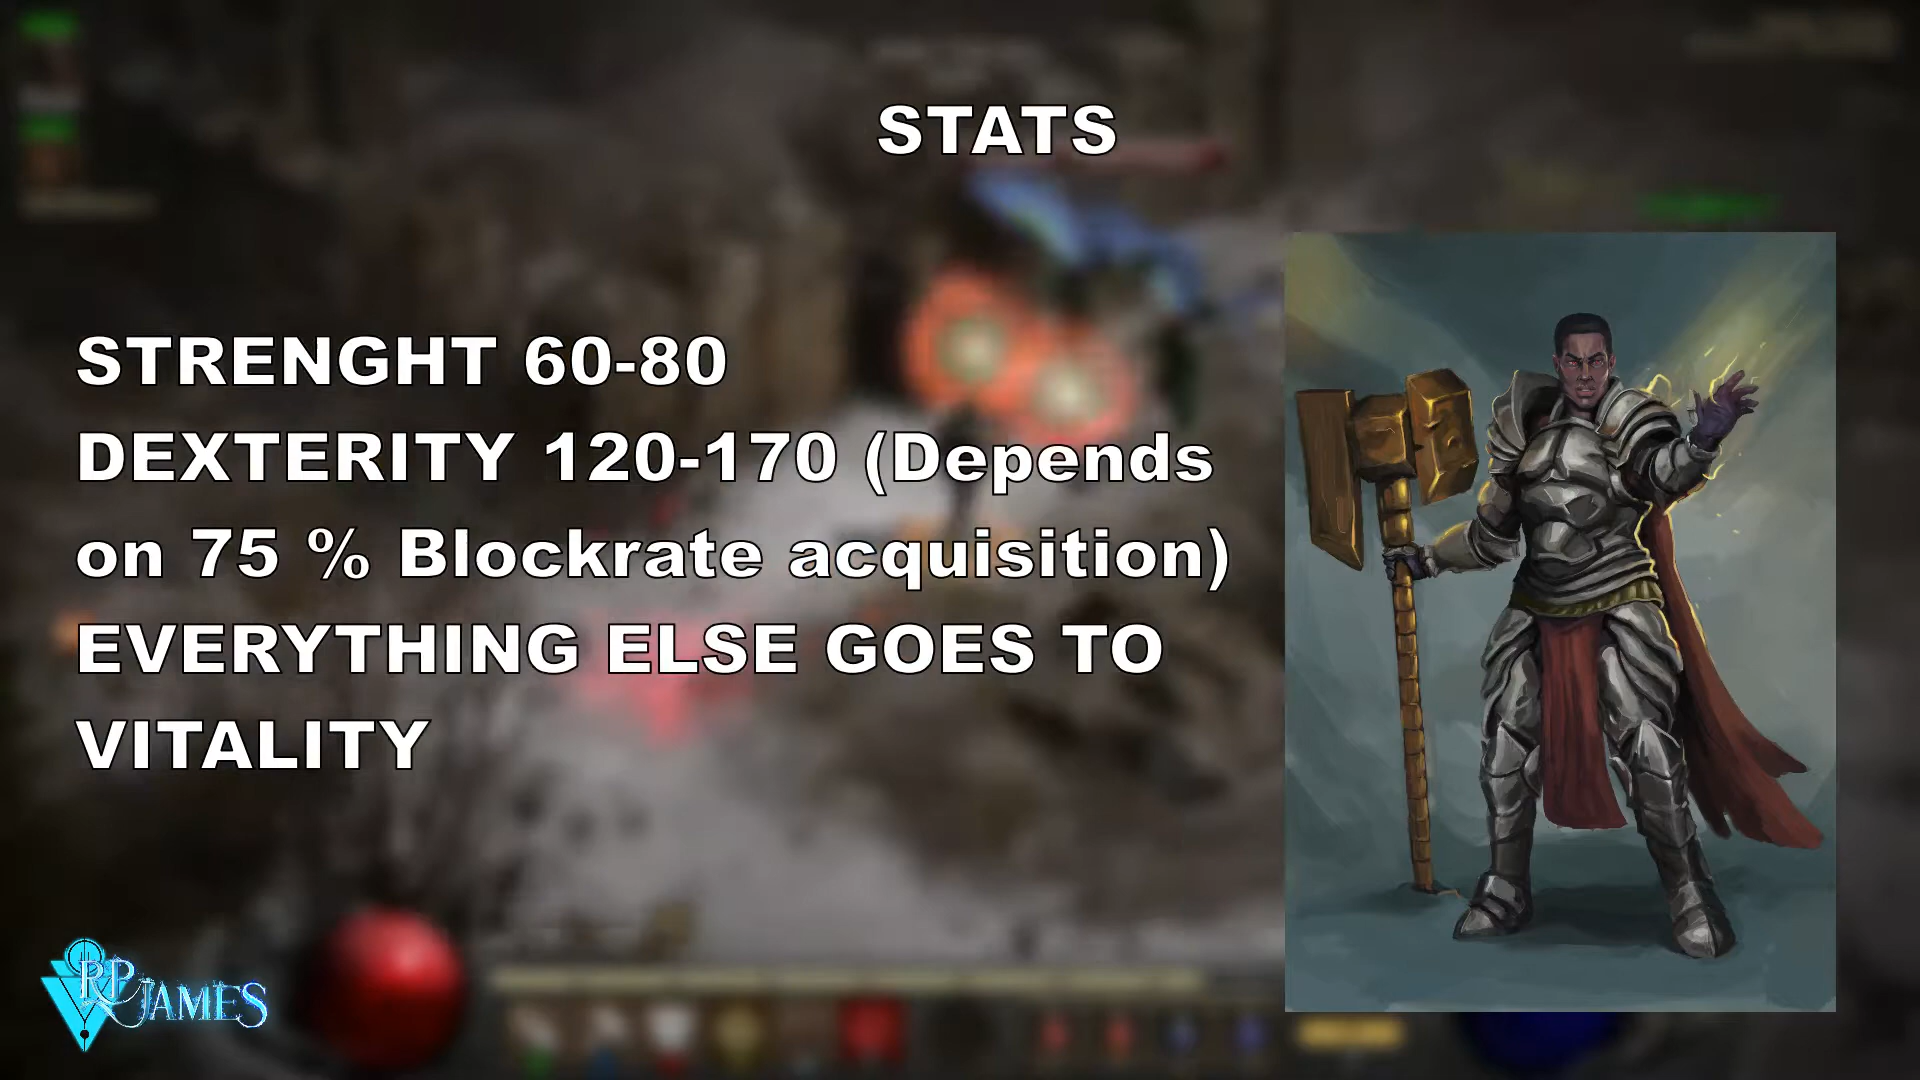 STATS
STRENGHT 60-80
DEXTERITY 120-170 (Depends
on 75 % Blockrate acquisition)
EVERYTHING ELSE GOES TO
VITALITY
RP JAMES